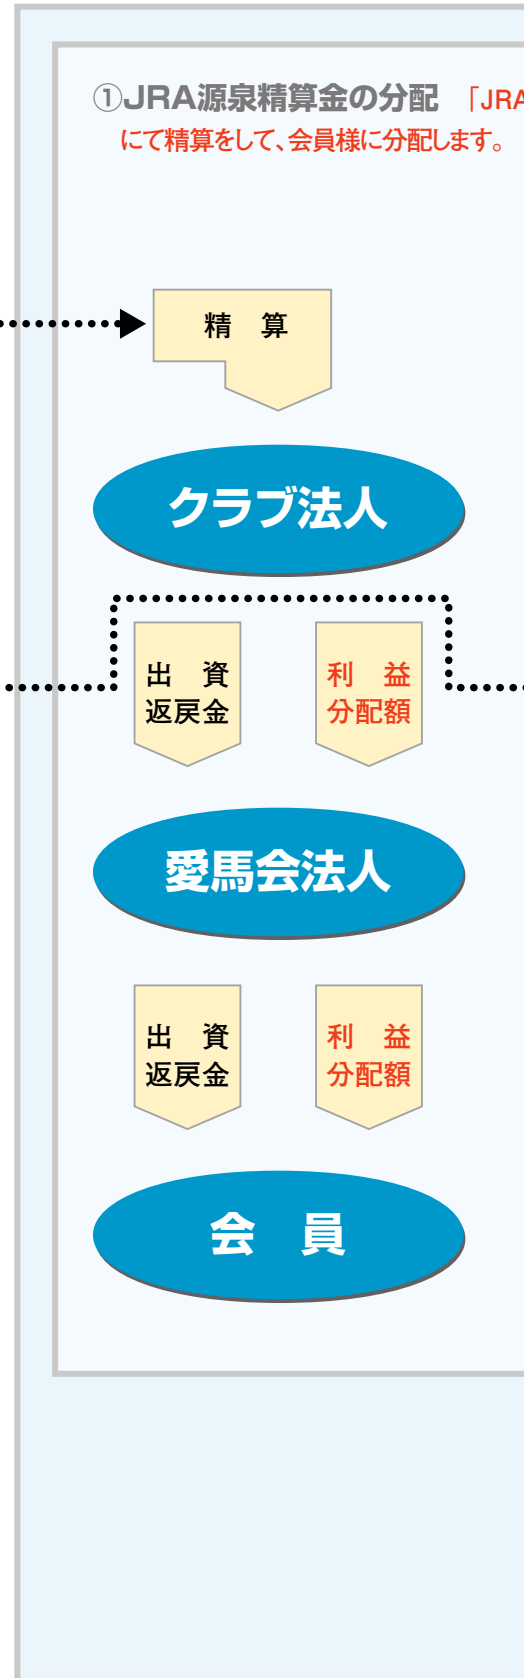 ①JRA源泉精算金の分配 「JRA
にて精算をして、会員様に分配します。
精 算
クラブ法人
出 資
返戻金
利 益
分配額
愛馬会法人
出 資
返戻金
利 益
分配額
会 員